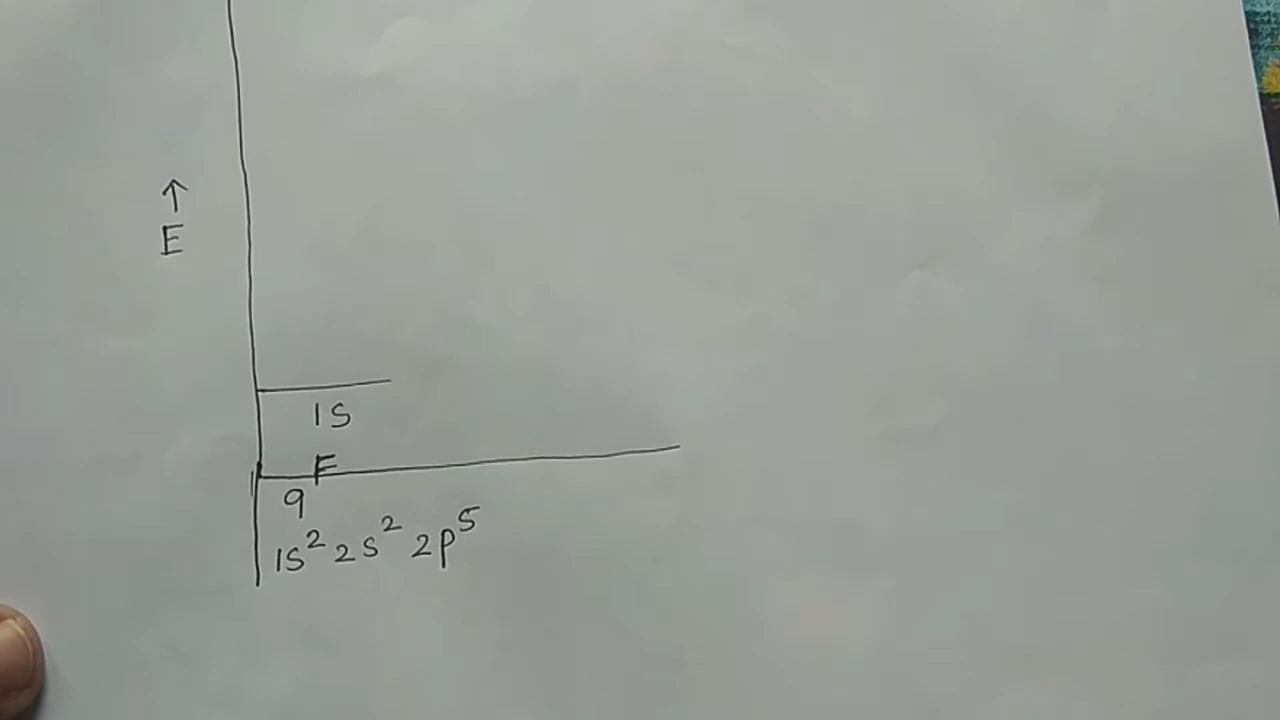 ↑
E
1S
F
9
1S² 2S² 2p⁵